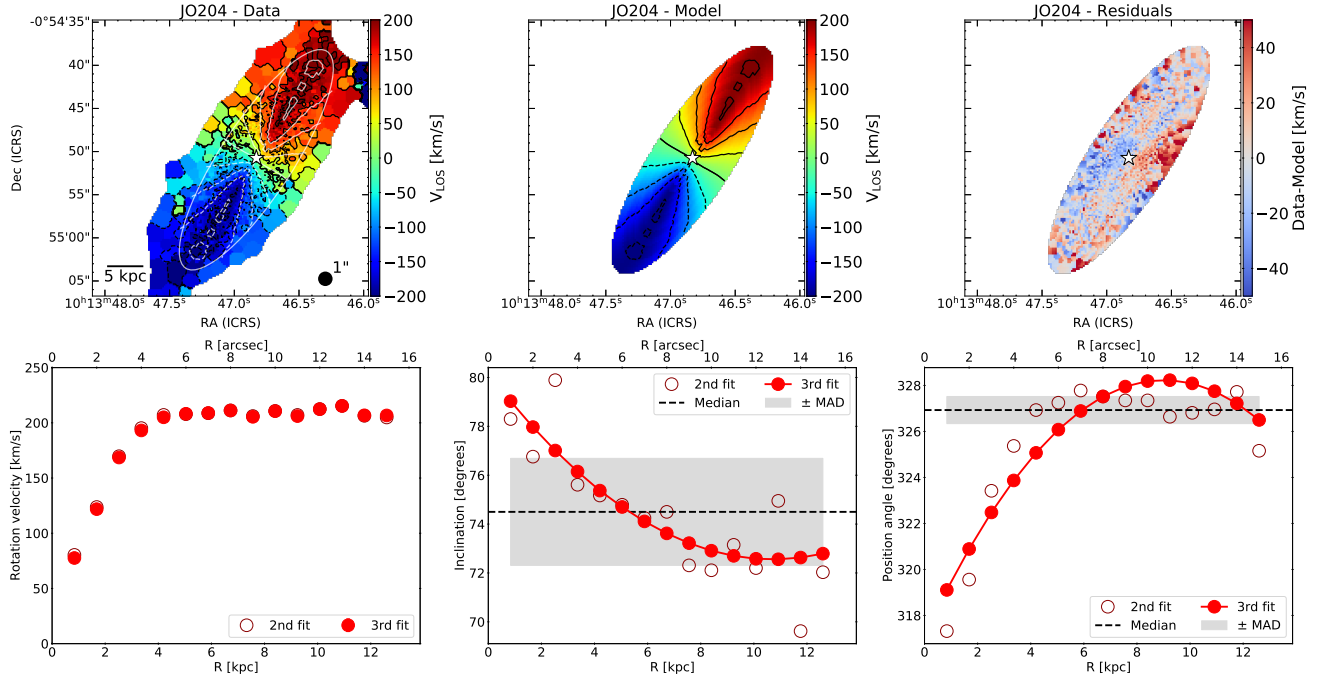 JO204 - Data
JO204 - Model
JO204 - Residuals
-0°54'35"
45"
50"
55"
55'00"
05"
Dec (ICRS)
5 kpc
1"
10ʰ13ᵐ48.0ˢ 47.5ˢ 47.0ˢ 46.5ˢ 46.0ˢ
RA (ICRS)
200
150
100
50
0
−50
−100
−150
−200
V_LOS [km/s]
10ʰ13ᵐ48.0ˢ 47.5ˢ 47.0ˢ 46.5ˢ 46.0ˢ
RA (ICRS)
200
150
100
50
0
−50
−100
−150
−200
V_LOS [km/s]
10ʰ13ᵐ48.0ˢ 47.5ˢ 47.0ˢ 46.5ˢ 46.0ˢ
RA (ICRS)
40
20
0
−20
−40
Data-Model [km/s]
R [arcsec]
0 2 4 6 8 10 12 14 16
250
200
150
100
50
0
Rotation velocity [km/s]
2nd fit 3rd fit
0 2 4 6 8 10 12
R [kpc]
R [arcsec]
0 2 4 6 8 10 12 14 16
80
78
76
74
72
70
Inclination [degrees]
2nd fit 3rd fit
Median ± MAD
0 2 4 6 8 10 12
R [kpc]
R [arcsec]
0 2 4 6 8 10 12 14 16
328
326
324
322
320
318
Position angle [degrees]
2nd fit 3rd fit
Median ± MAD
0 2 4 6 8 10 12
R [kpc]